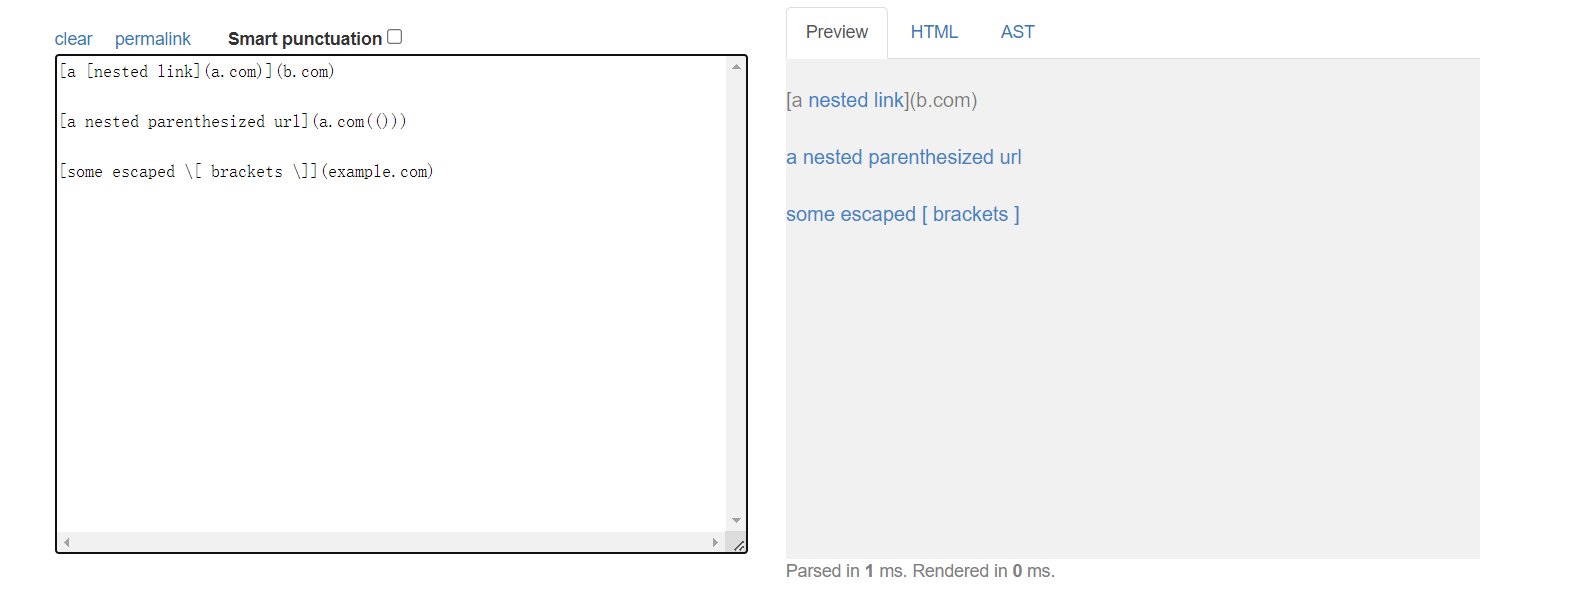 clear permalink Smart punctuation
[a [nested link](a.com)](b.com)
[a nested parenthesized url](a.com(()))
[some escaped \[ brackets \]](example.com)
Preview HTML AST
[a nested link](b.com)
a nested parenthesized url
some escaped [ brackets ]
Parsed in 1 ms. Rendered in 0 ms.